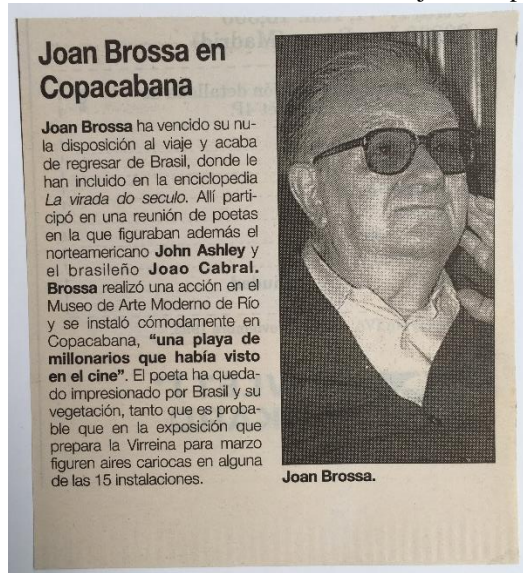 Joan Brossa en
Copacabana
Joan Brossa ha vencido su nu-
la disposición al viaje y acaba
de regresar de Brasil, donde le
han incluido en la enciclopedia
La virada do seculo. Allí parti-
cipó en una reunión de poetas
en la que figuraban además el
norteamericano John Ashley y
el brasileño Joao Cabral.
Brossa realizó una acción en el
Museo de Arte Moderno de Río
y se instaló cómodamente en
Copacabana, "una playa de
millonarios que había visto
en el cine". El poeta ha queda-
do impresionado por Brasil y su
vegetación, tanto que es proba-
ble que en la exposición que
prepara la Virreina para marzo
figuren aires cariocas en alguna
de las 15 instalaciones.
Joan Brossa.